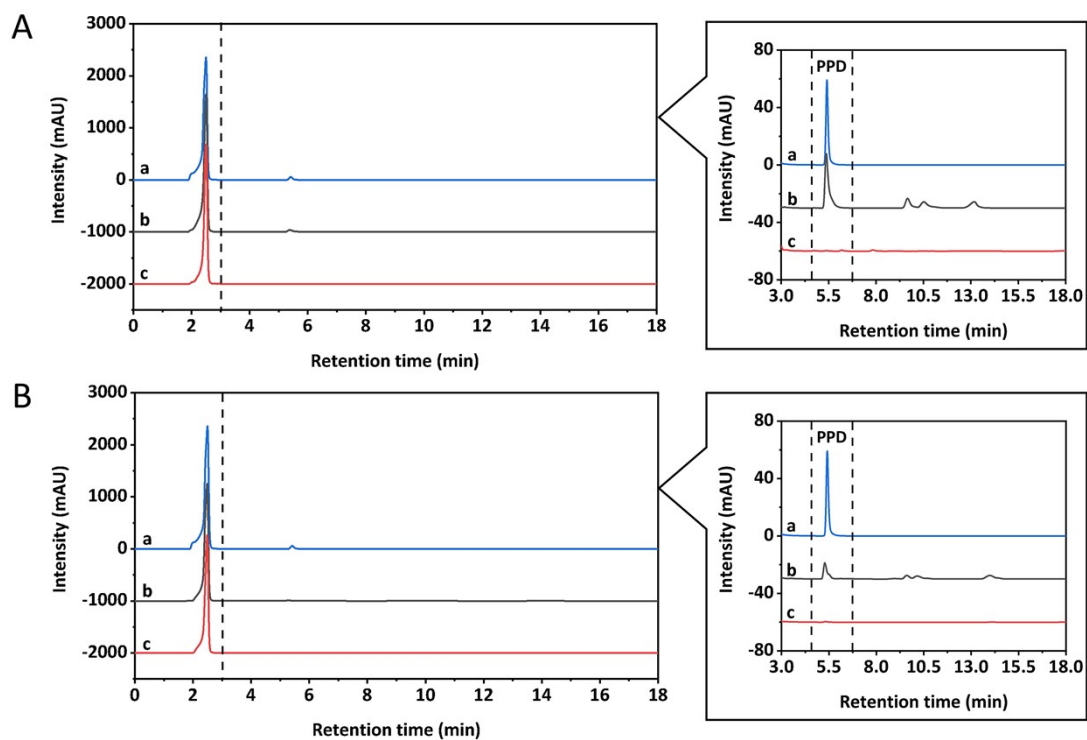 A
Intensity (mAU)
3000
2000
1000
0
-1000
-2000
a
b
c
0 2 4 6 8 10 12 14 16 18
Retention time (min)
Intensity (mAU)
80
40
0
-40
-80
PPD
a
b
c
3.0 5.5 8.0 10.5 13.0 15.5 18.0
Retention time (min)
B
Intensity (mAU)
3000
2000
1000
0
-1000
-2000
a
b
c
0 2 4 6 8 10 12 14 16 18
Retention time (min)
Intensity (mAU)
80
40
0
-40
-80
PPD
a
b
c
3.0 5.5 8.0 10.5 13.0 15.5 18.0
Retention time (min)